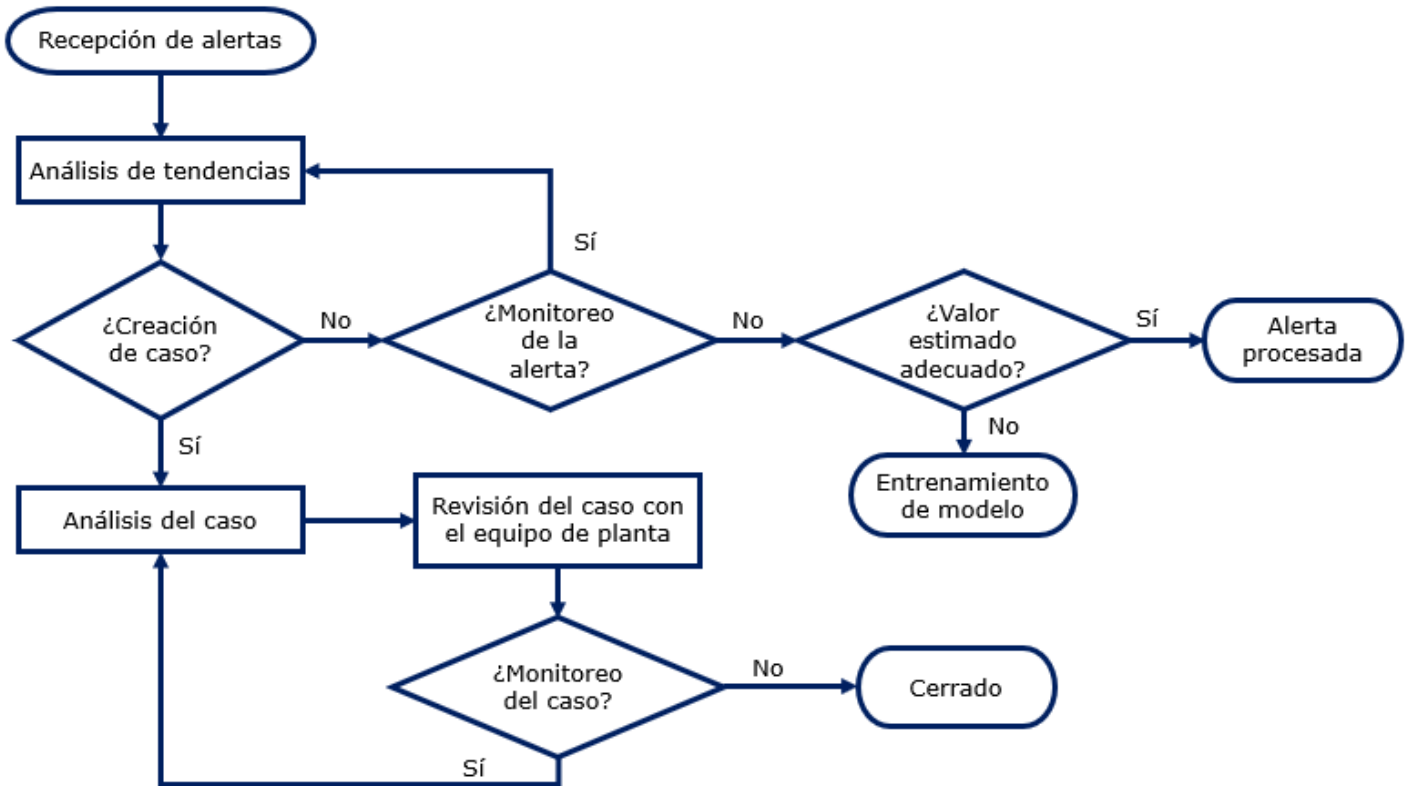 Recepción de alertas
Análisis de tendencias
Sí
¿Creación
de caso?
No
¿Monitoreo
de la
alerta?
No
¿Valor
estimado
adecuado?
Sí
Alerta
procesada
No
Entrenamiento
de modelo
Sí
Análisis del caso
Revisión del caso con
el equipo de planta
¿Monitoreo
del caso?
No
Cerrado
Sí